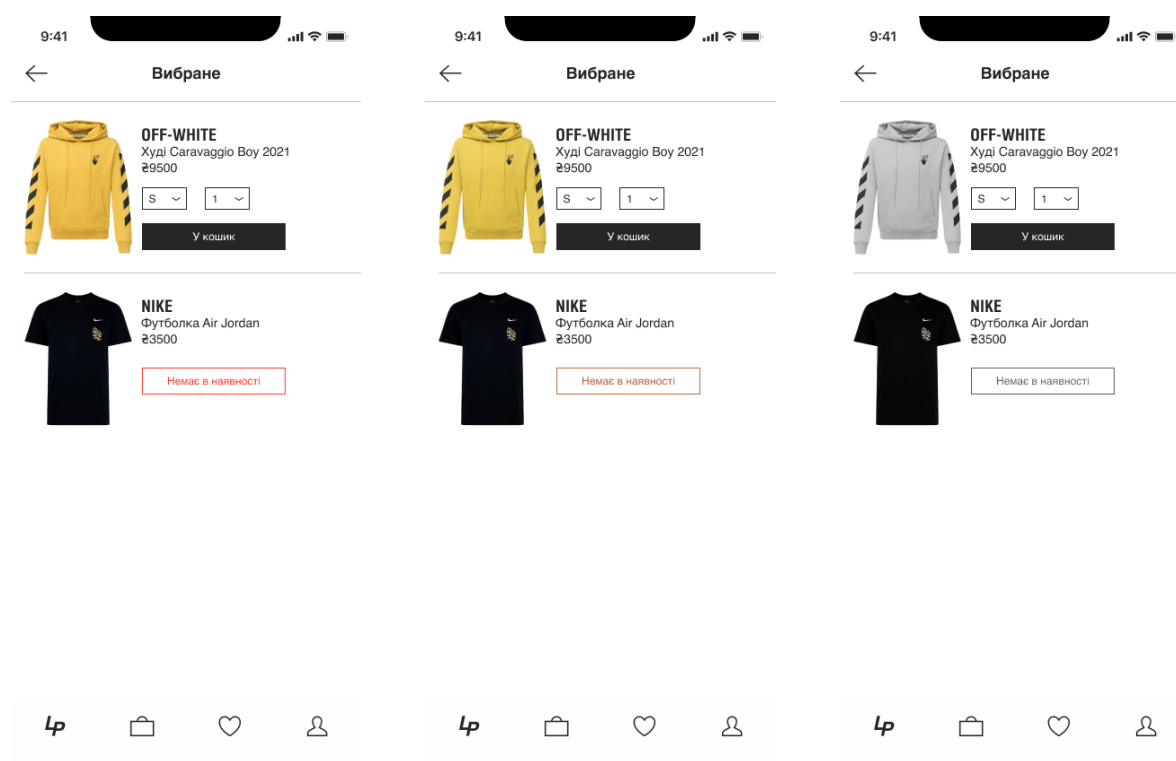 9:41
Вибране
OFF-WHITE
Худі Caravaggio Boy 2021
₴9500
S 1
У кошик
NIKE
Футболка Air Jordan
₴3500
Немає в наявності
LP
9:41
Вибране
OFF-WHITE
Худі Caravaggio Boy 2021
₴9500
S 1
У кошик
NIKE
Футболка Air Jordan
₴3500
Немає в наявності
LP
9:41
Вибране
OFF-WHITE
Худі Caravaggio Boy 2021
₴9500
S 1
У кошик
NIKE
Футболка Air Jordan
₴3500
Немає в наявності
LP